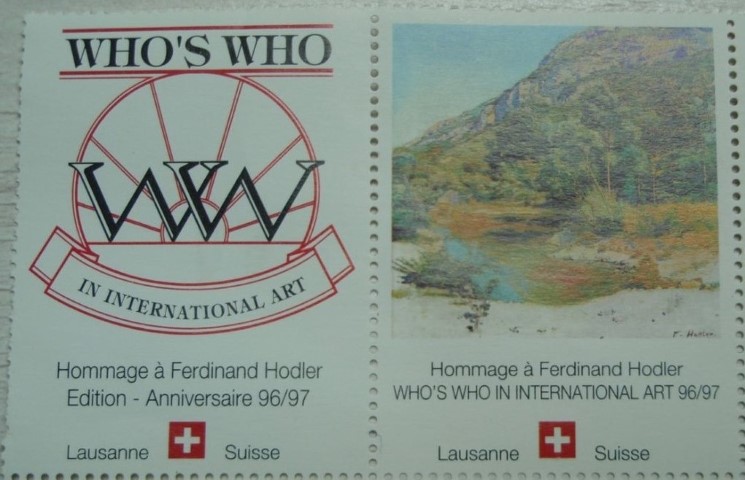 WHO'S WHO
WW
IN INTERNATIONAL ART
Hommage à Ferdinand Hodler
Edition - Anniversaire 96/97
Lausanne Suisse
F. Hodler
Hommage à Ferdinand Hodler
WHO'S WHO IN INTERNATIONAL ART 96/97
Lausanne Suisse